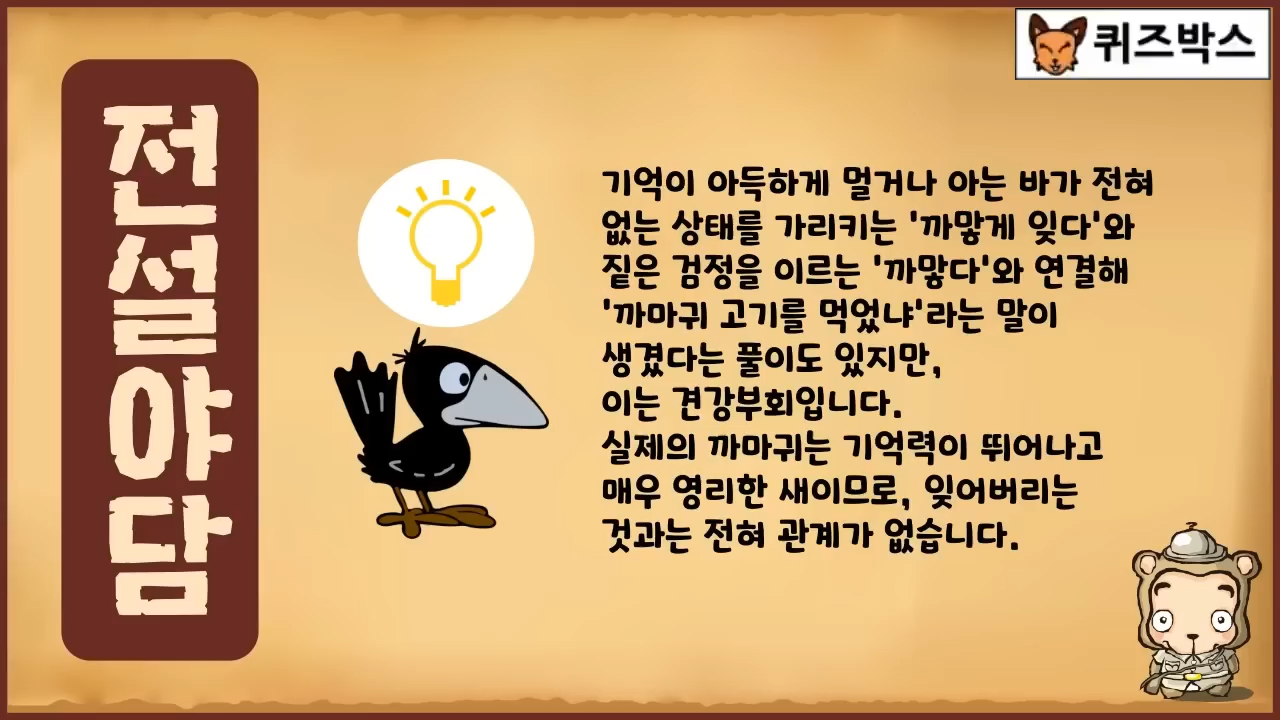 퀴즈박스
전설야담
기억이 아득하게 멀거나 아는 바가 전혀
없는 상태를 가리키는 '까맣게 잊다'와
짙은 검정을 이르는 '까맣다'와 연결해
'까마귀 고기를 먹었냐'라는 말이
생겼다는 풀이도 있지만,
이는 견강부회입니다.
실제의 까마귀는 기억력이 뛰어나고
매우 영리한 새이므로, 잊어버리는
것과는 전혀 관계가 없습니다.